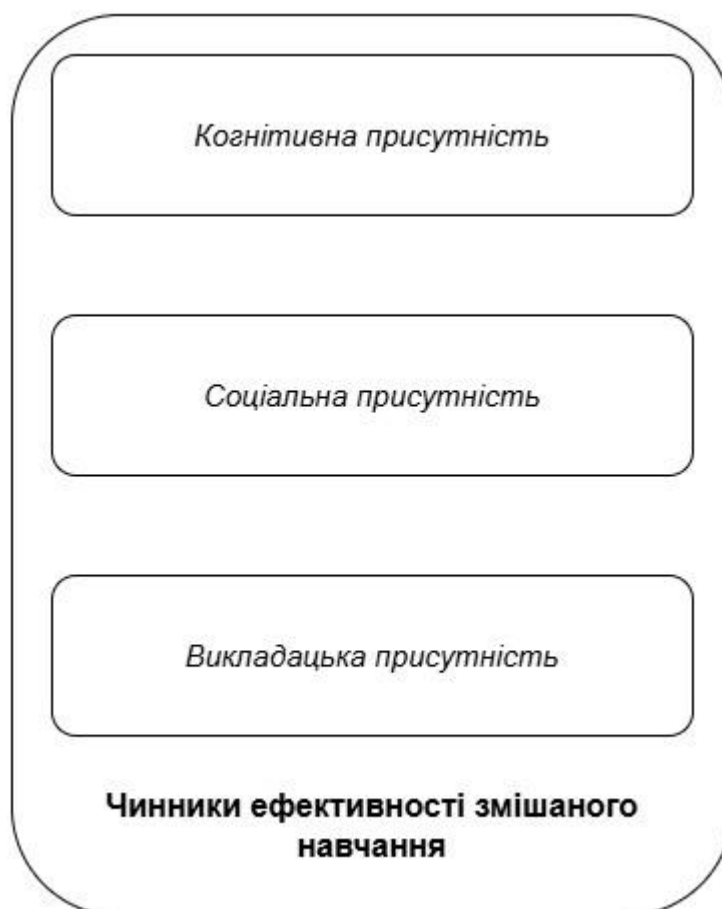 Когнітивна присутність
Соціальна присутність
Викладацька присутність
Чинники ефективності змішаного
навчання